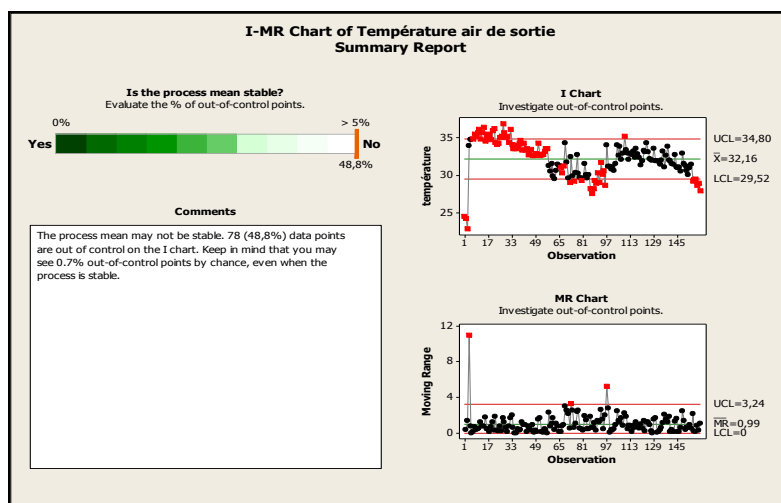 I-MR Chart of Température air de sortie
Summary Report
Is the process mean stable?
Evaluate the % of out-of-control points.
0%
> 5%
Yes
No
48,8%
Comments
The process mean may not be stable. 78 (48,8%) data points
are out of control on the I chart. Keep in mind that you may
see 0.7% out-of-control points by chance, even when the
process is stable.
I Chart
Investigate out-of-control points.
température
35
30
25
UCL=34,80
X̅=32,16
LCL=29,52
1 17 33 49 65 81 97 113 129 145
Observation
MR Chart
Investigate out-of-control points.
Moving Range
12
8
4
0
UCL=3,24
M̅R̅=0,99
LCL=0
1 17 33 49 65 81 97 113 129 145
Observation